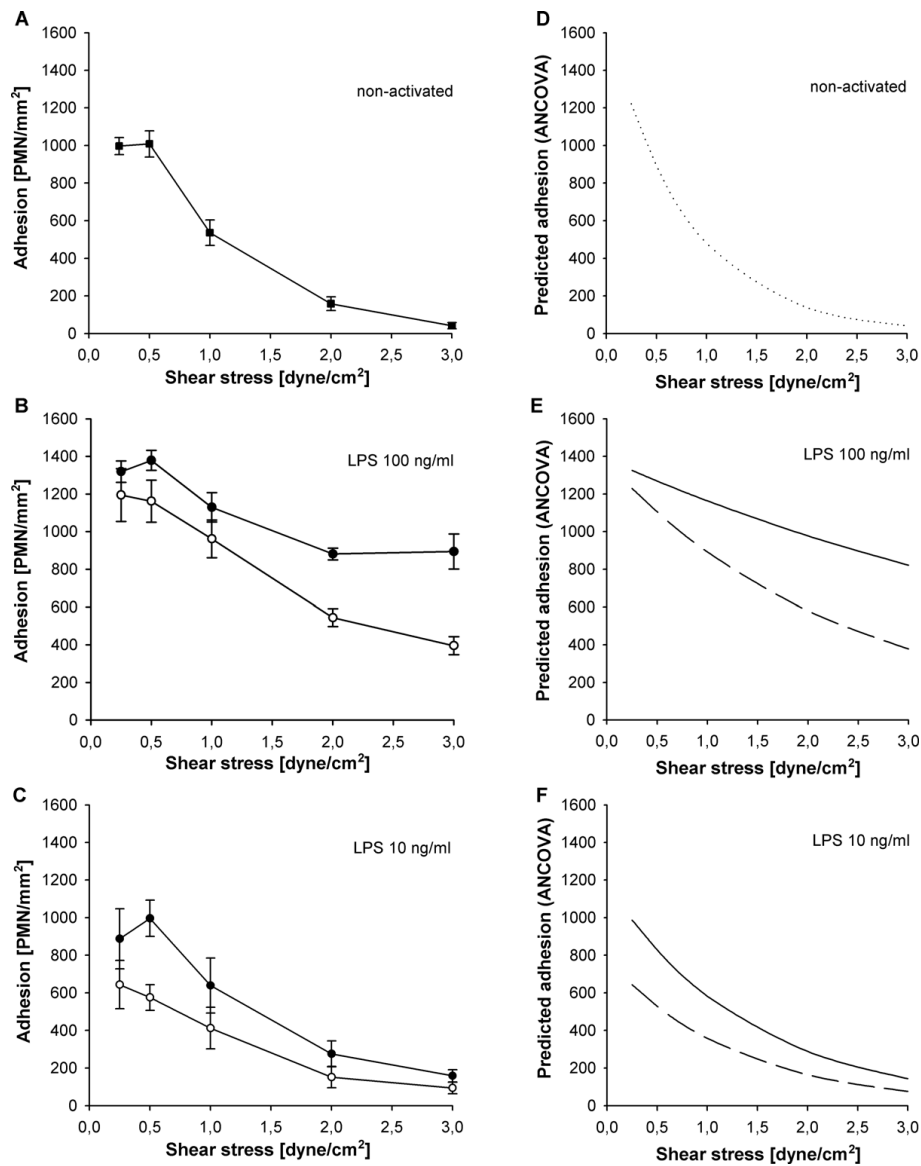 A
1600
1400
1200
1000
800
600
400
200
0
Adhesion [PMN/mm²]
non-activated
0,0 0,5 1,0 1,5 2,0 2,5 3,0
Shear stress [dyne/cm²]
D
1600
1400
1200
1000
800
600
400
200
0
Predicted adhesion (ANCOVA)
non-activated
0,0 0,5 1,0 1,5 2,0 2,5 3,0
Shear stress [dyne/cm²]
B
1600
1400
1200
1000
800
600
400
200
0
Adhesion [PMN/mm²]
LPS 100 ng/ml
0,0 0,5 1,0 1,5 2,0 2,5 3,0
Shear stress [dyne/cm²]
E
1600
1400
1200
1000
800
600
400
200
0
Predicted adhesion (ANCOVA)
LPS 100 ng/ml
0,0 0,5 1,0 1,5 2,0 2,5 3,0
Shear stress [dyne/cm²]
C
1600
1400
1200
1000
800
600
400
200
0
Adhesion [PMN/mm²]
LPS 10 ng/ml
0,0 0,5 1,0 1,5 2,0 2,5 3,0
Shear stress [dyne/cm²]
F
1600
1400
1200
1000
800
600
400
200
0
Predicted adhesion (ANCOVA)
LPS 10 ng/ml
0,0 0,5 1,0 1,5 2,0 2,5 3,0
Shear stress [dyne/cm²]